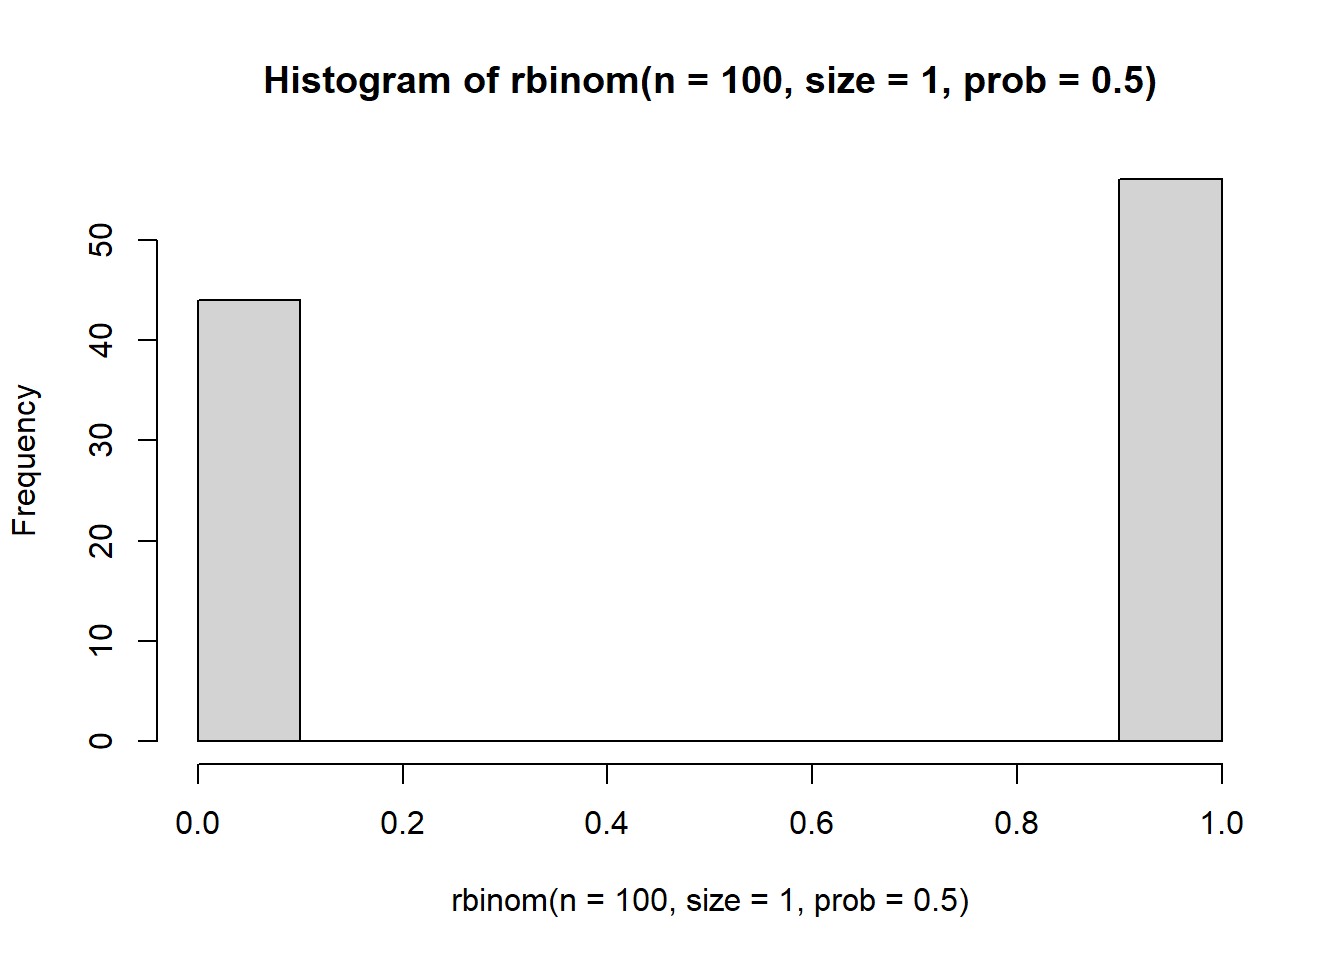 Histogram of rbinom(n = 100, size = 1, prob = 0.5)
Frequency
50
40
30
20
10
0
0.0 0.2 0.4 0.6 0.8 1.0
rbinom(n = 100, size = 1, prob = 0.5)